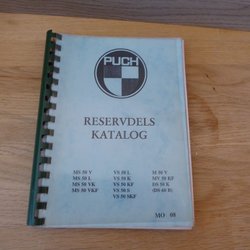 PUCH
RESERVDELS
KATALOG
MS 50 V VS 50 L M 50 V
MS 50 L VS 50 K MV 50 KF
MS 50 VK VS 50 KF DS 50 K
MS 50 VKF VS 50 S (DS 60 R)
VS 50 SKF
MO 08